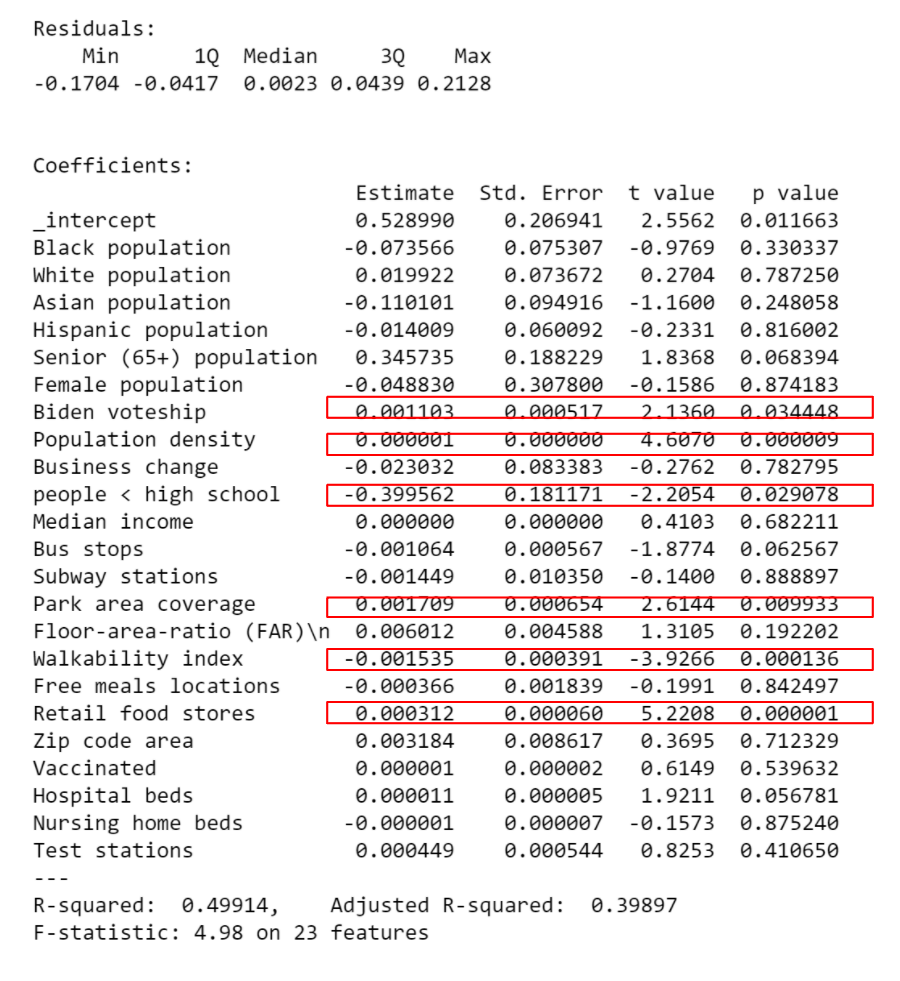 Residuals:
Min 1Q Median 3Q Max
-0.1704 -0.0417 0.0023 0.0439 0.2128
Coefficients:
Estimate Std. Error t value p value
_intercept 0.528990 0.206941 2.5562 0.011663
Black population -0.073566 0.075307 -0.9769 0.330337
White population 0.019922 0.073672 0.2704 0.787250
Asian population -0.110101 0.094916 -1.1600 0.248058
Hispanic population -0.014009 0.060092 -0.2331 0.816002
Senior (65+) population 0.345735 0.188229 1.8368 0.068394
Female population -0.048830 0.307800 -0.1586 0.874183
Biden voteship 0.001103 0.000517 2.1360 0.034448
Population density 0.000001 0.000000 4.6070 0.000009
Business change -0.023032 0.083383 -0.2762 0.782795
people < high school -0.399562 0.181171 -2.2054 0.029078
Median income 0.000000 0.000000 0.4103 0.682211
Bus stops -0.001064 0.000567 -1.8774 0.062567
Subway stations -0.001449 0.010350 -0.1400 0.888897
Park area coverage 0.001709 0.000654 2.6144 0.009933
Floor-area-ratio (FAR)\n 0.006012 0.004588 1.3105 0.192202
Walkability index -0.001535 0.000391 -3.9266 0.000136
Free meals locations -0.000366 0.001839 -0.1991 0.842497
Retail food stores 0.000312 0.000060 5.2208 0.000001
Zip code area 0.003184 0.008617 0.3695 0.712329
Vaccinated 0.000001 0.000002 0.6149 0.539632
Hospital beds 0.000011 0.000005 1.9211 0.056781
Nursing home beds -0.000001 0.000007 -0.1573 0.875240
Test stations 0.000449 0.000544 0.8253 0.410650
---
R-squared: 0.49914, Adjusted R-squared: 0.39897
F-statistic: 4.98 on 23 features